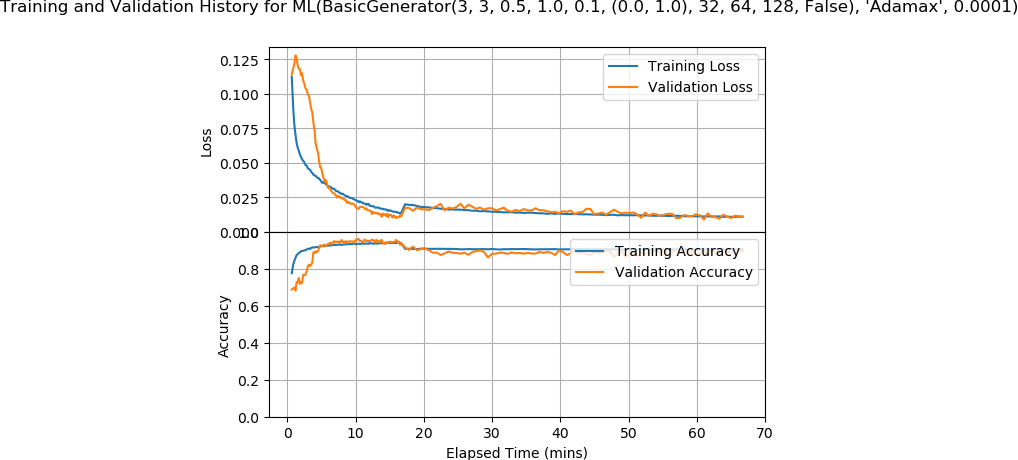 Training and Validation History for ML(BasicGenerator(3, 3, 0.5, 1.0, 0.1, (0.0, 1.0), 32, 64, 128, False), 'Adamax', 0.0001)
0.125
0.100
0.075
0.050
0.025
0.000
Loss
Training Loss
Validation Loss
1.0
0.8
0.6
0.4
0.2
0.0
Accuracy
Training Accuracy
Validation Accuracy
0 10 20 30 40 50 60 70
Elapsed Time (mins)